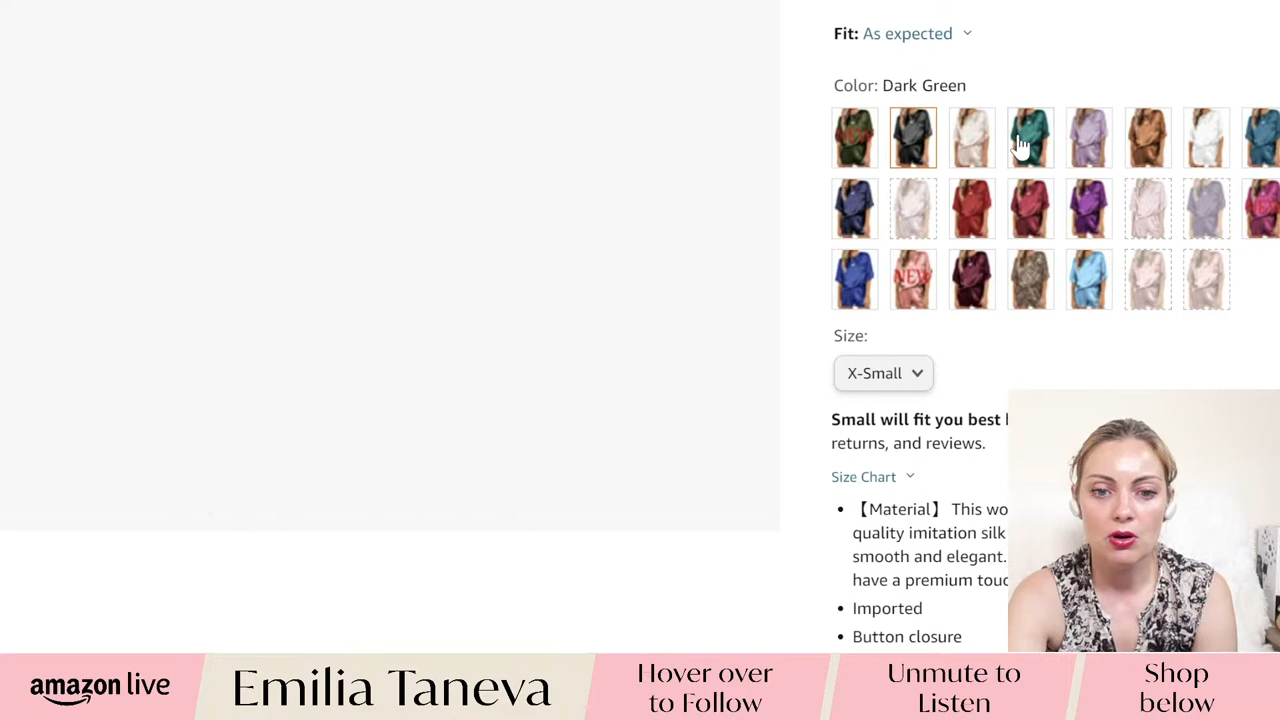 Fit: As expected
Color: Dark Green
NEW
NEW
Size:
X-Small
Small will fit you best
returns, and reviews.
Size Chart
【Material】 This
quality imitation silk
smooth and elegant.
have a premium
Imported
Button closure
amazon live
Emilia Taneva
Hover over
to Follow
Unmute to
Listen
Shop
below